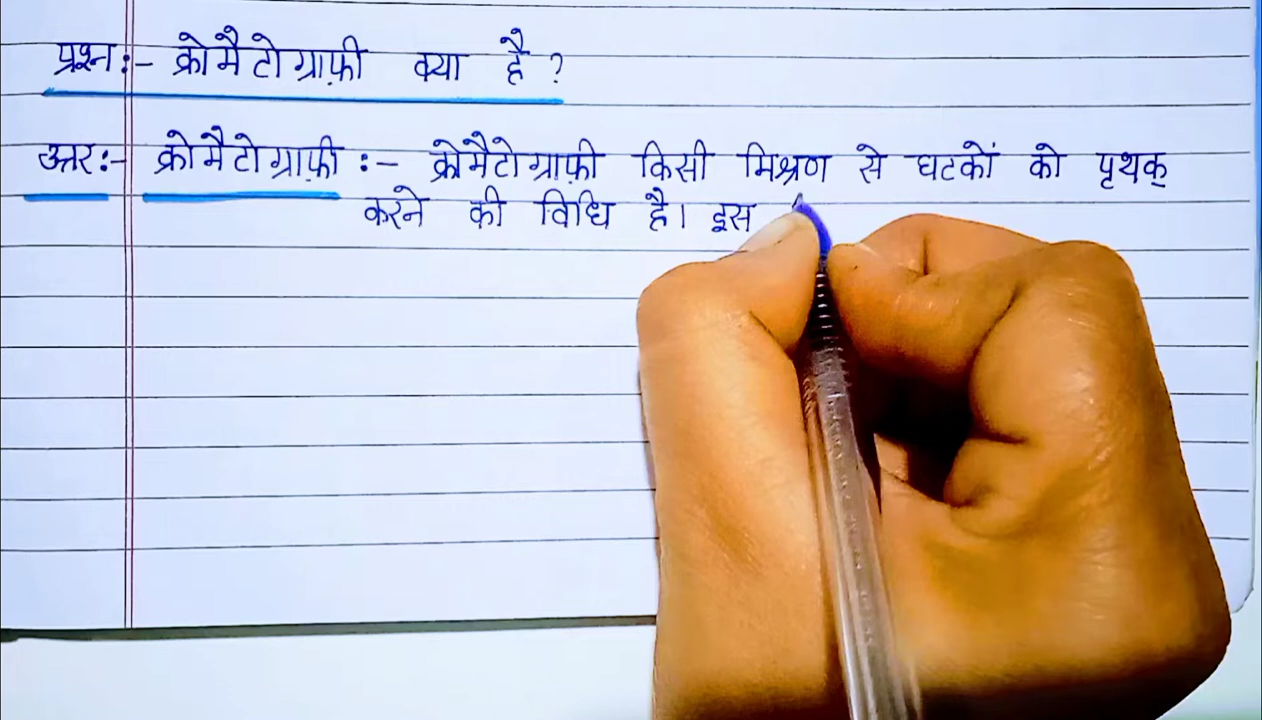 प्रश्न:- क्रोमैटोग्राफ़ी क्या है ?
उत्तर:- क्रोमैटोग्राफ़ी :- क्रोमैटोग्राफ़ी किसी मिश्रण से घटकों को पृथक्
करने की विधि है। इस